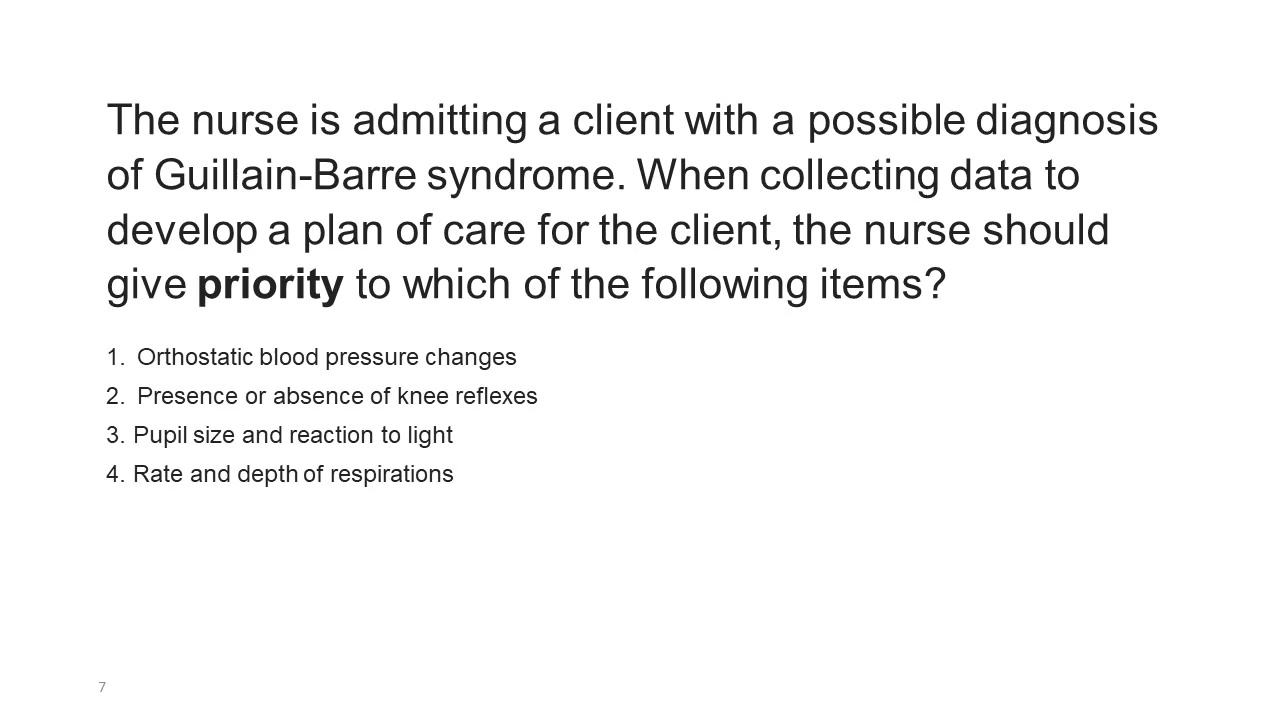 The nurse is admitting a client with a possible diagnosis
of Guillain-Barre syndrome. When collecting data to
develop a plan of care for the client, the nurse should
give priority to which of the following items?
1. Orthostatic blood pressure changes
2. Presence or absence of knee reflexes
3. Pupil size and reaction to light
4. Rate and depth of respirations
7